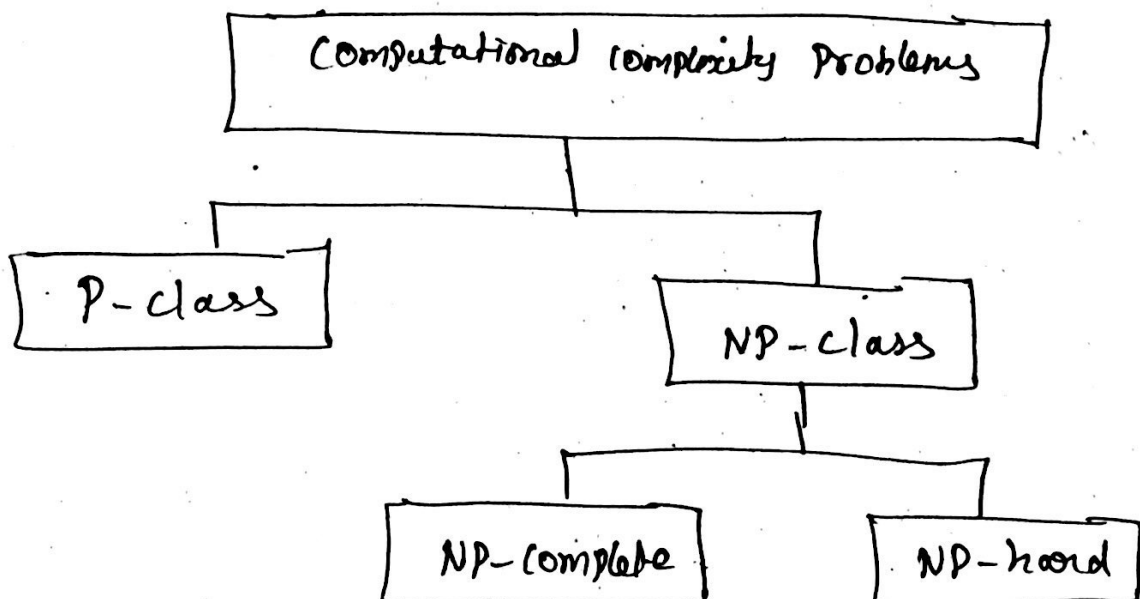 Computational complexity Problems
P-class
NP-class
NP-complete
NP-hard